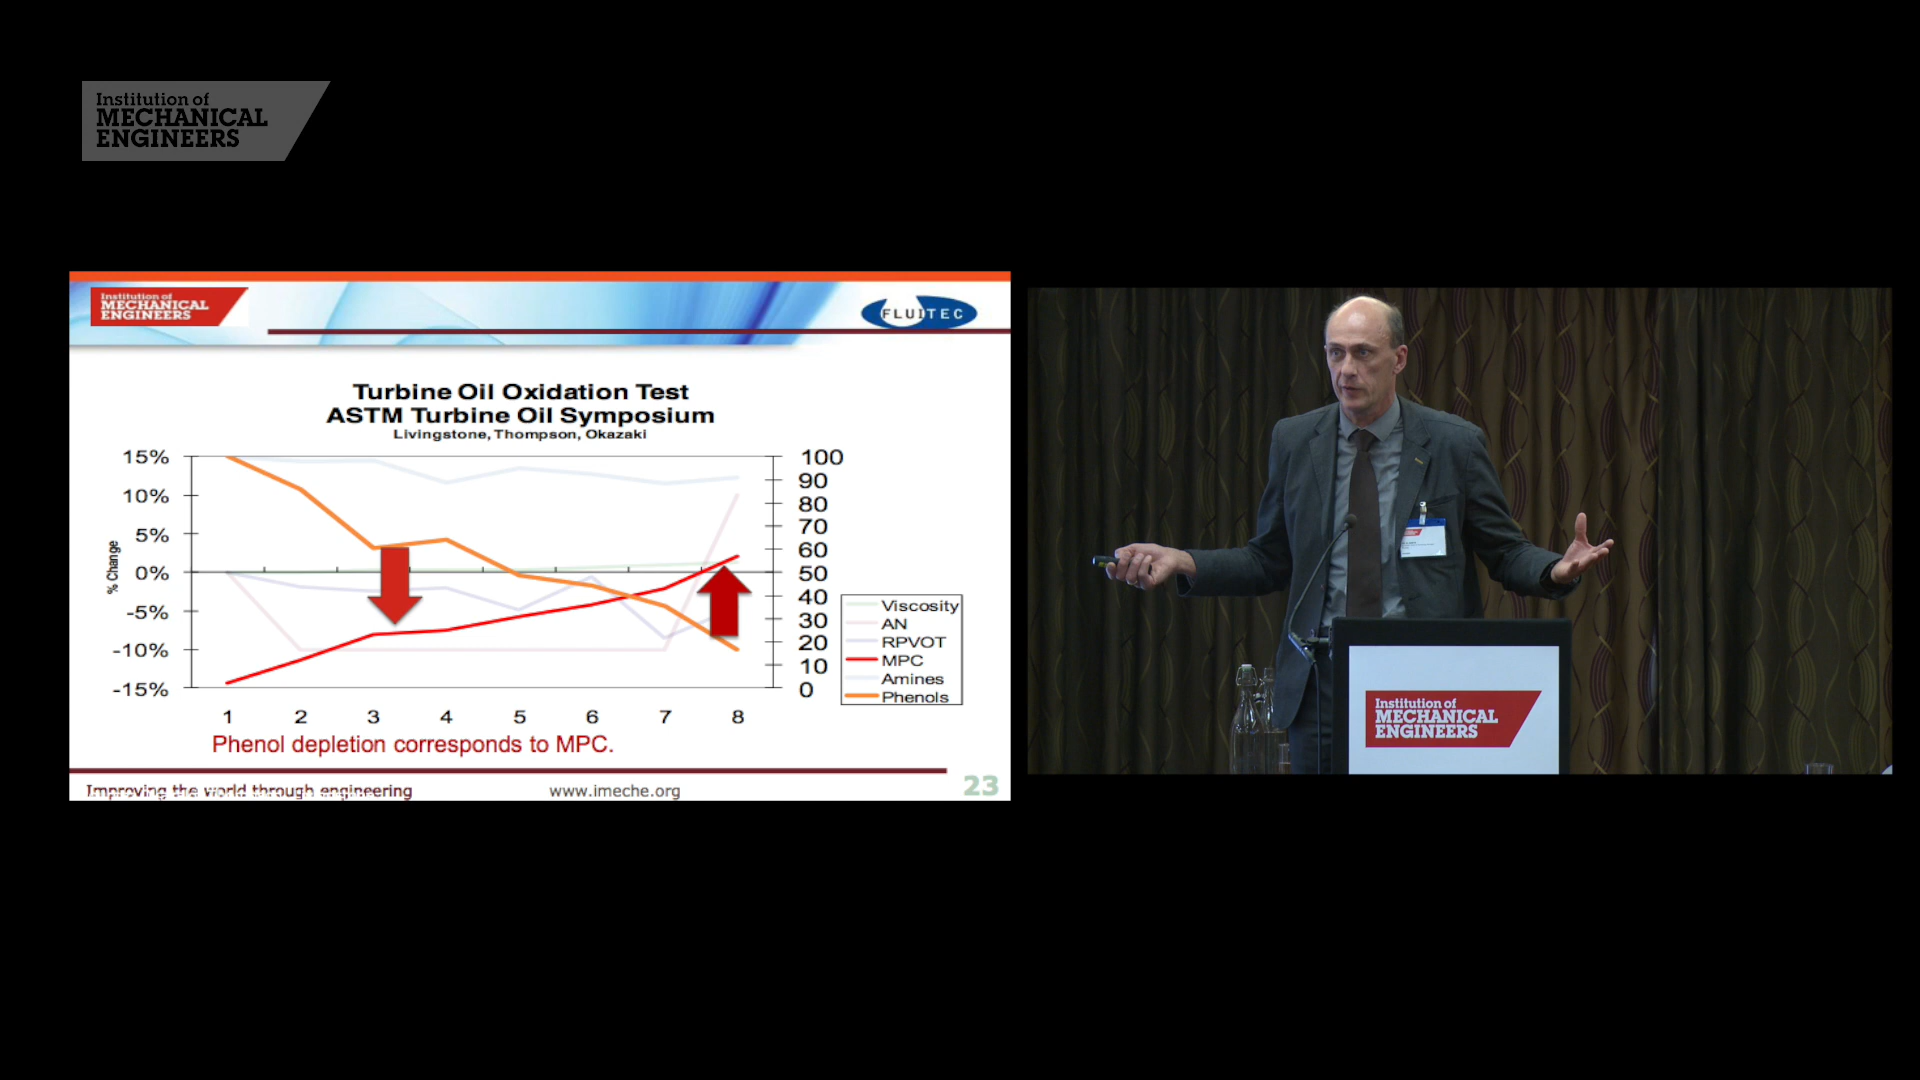 Institution of
MECHANICAL
ENGINEERS
Institution of
MECHANICAL
ENGINEERS
FLUITEC
Turbine Oil Oxidation Test
ASTM Turbine Oil Symposium
Livingstone, Thompson, Okazaki
% Change
15%
10%
5%
0%
-5%
-10%
-15%
100
90
80
70
60
50
40
30
20
10
0
Viscosity
AN
RPVOT
MPC
Amines
Phenols
1 2 3 4 5 6 7 8
Phenol depletion corresponds to MPC.
Improving the world through engineering
www.imeche.org
23
Institution of
MECHANICAL
ENGINEERS